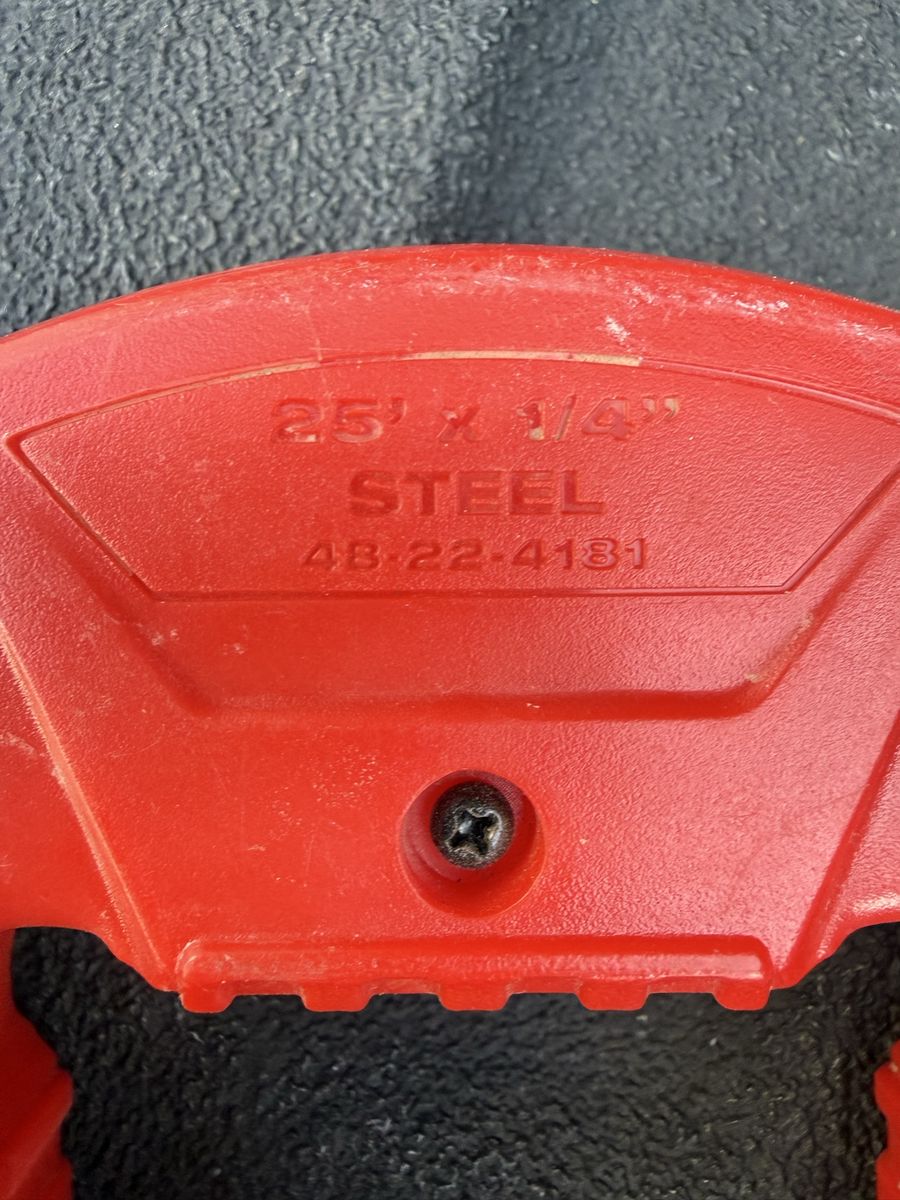 25' x 1/4"
STEEL
48-22-4181